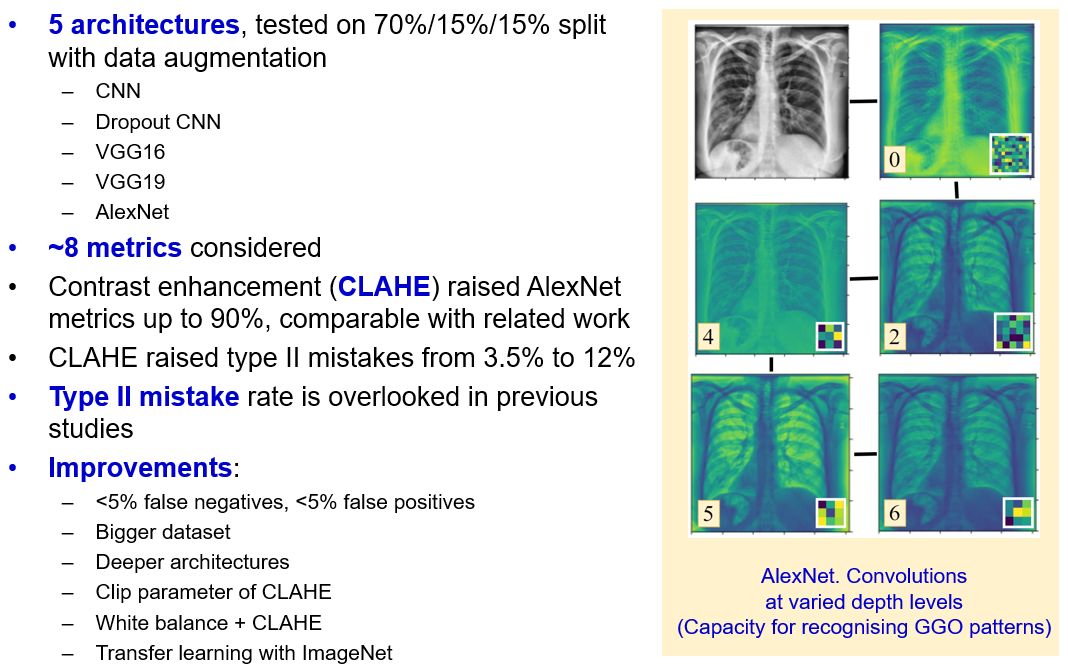 • 5 architectures, tested on 70%/15%/15% split
with data augmentation
– CNN
– Dropout CNN
– VGG16
– VGG19
– AlexNet
• ~8 metrics considered
• Contrast enhancement (CLAHE) raised AlexNet
metrics up to 90%, comparable with related work
• CLAHE raised type II mistakes from 3.5% to 12%
• Type II mistake rate is overlooked in previous
studies
• Improvements:
– <5% false negatives, <5% false positives
– Bigger dataset
– Deeper architectures
– Clip parameter of CLAHE
– White balance + CLAHE
– Transfer learning with ImageNet
0
4
2
5
6
AlexNet. Convolutions
at varied depth levels
(Capacity for recognising GGO patterns)